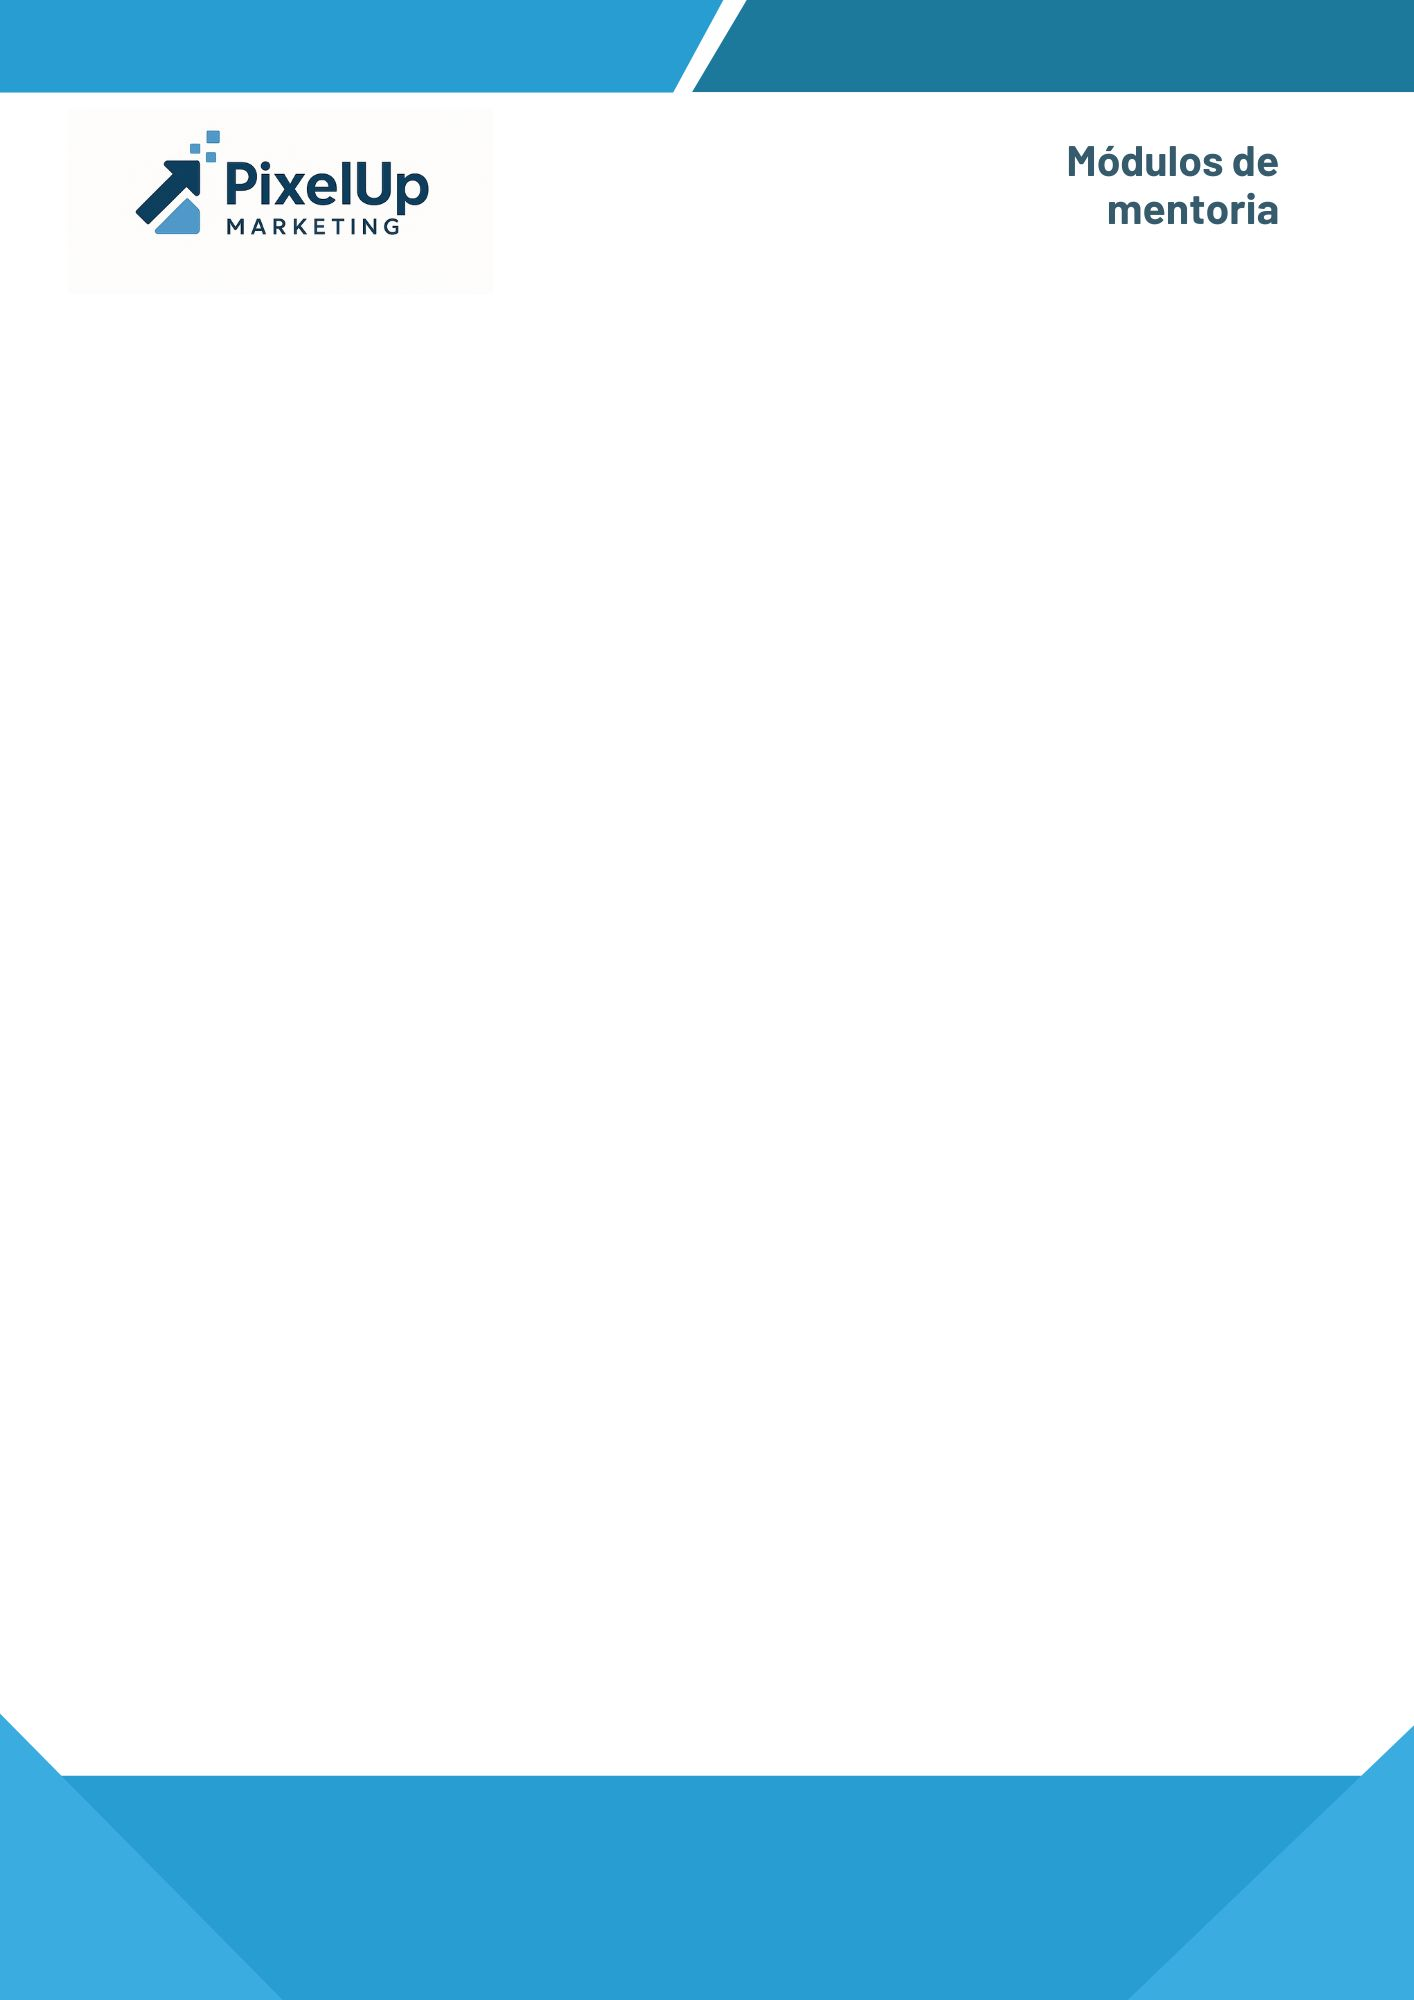 PixelUp
MARKETING
Módulos de
mentoria